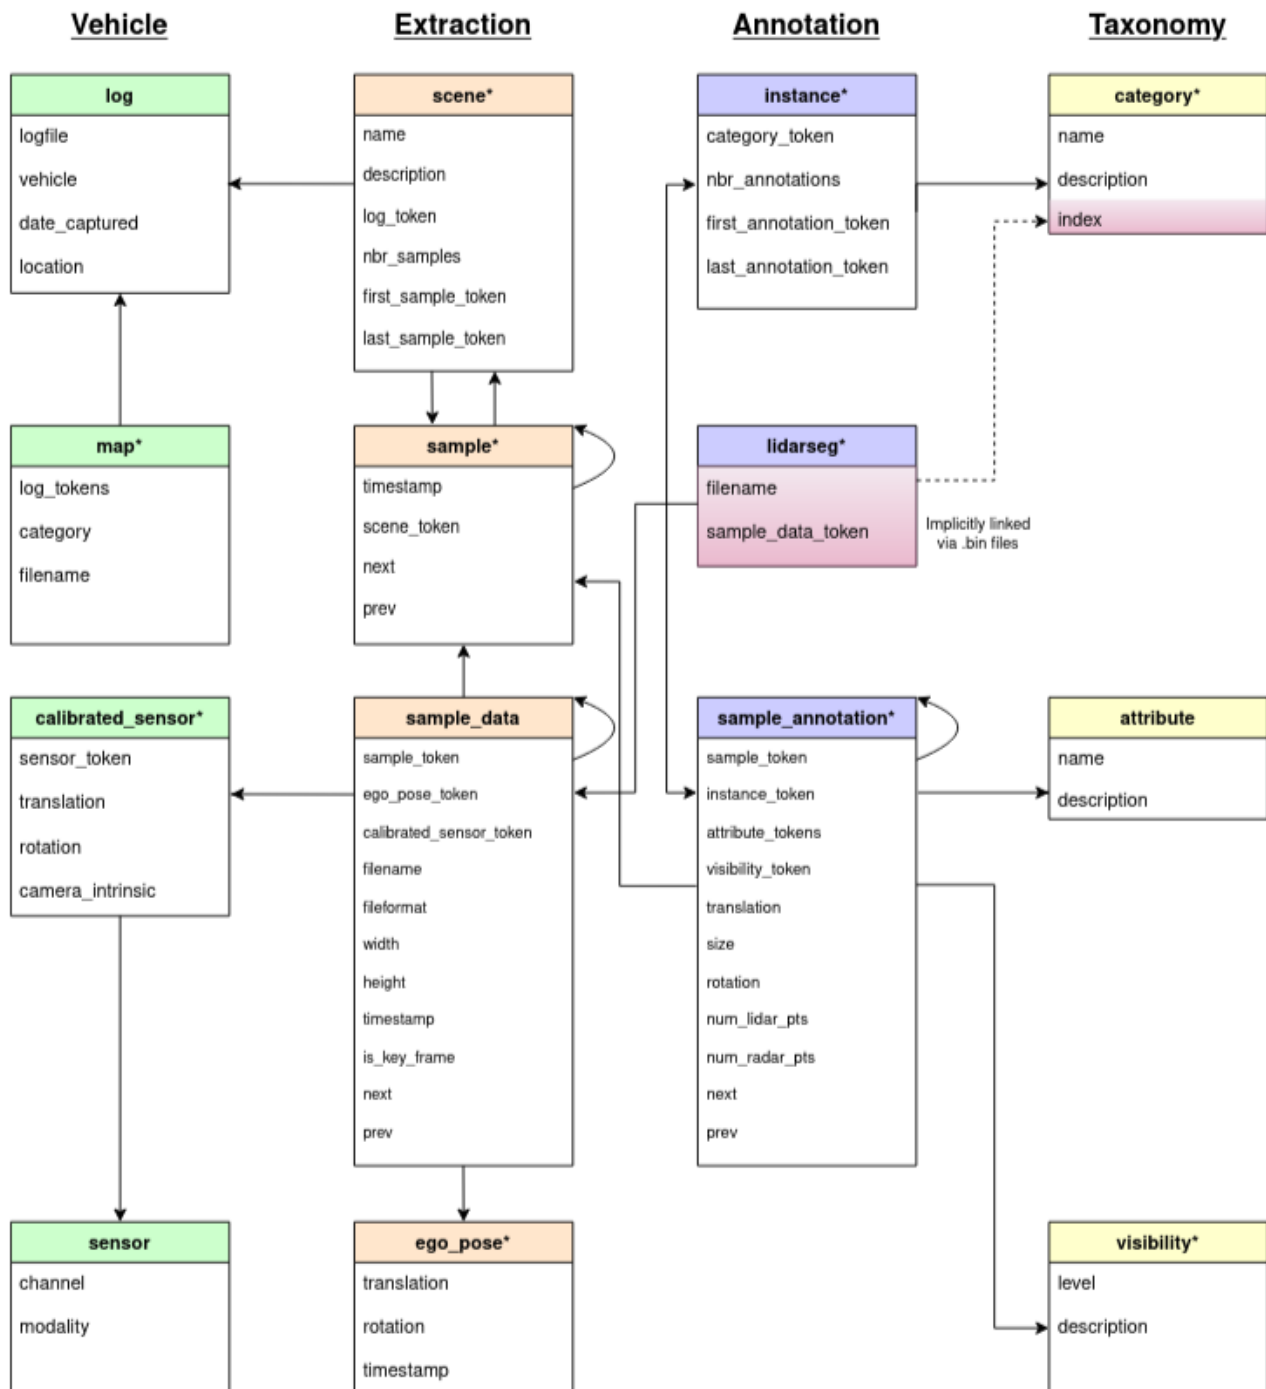 Vehicle
Extraction
Annotation
Taxonomy
log
logfile
vehicle
date_captured
location
scene*
name
description
log_token
nbr_samples
first_sample_token
last_sample_token
instance*
category_token
nbr_annotations
first_annotation_token
last_annotation_token
category*
name
description
index
map*
log_tokens
category
filename
sample*
timestamp
scene_token
next
prev
lidarseg*
filename
sample_data_token
Implicitly linked
via .bin files
calibrated_sensor*
sensor_token
translation
rotation
camera_intrinsic
sample_data
sample_token
ego_pose_token
calibrated_sensor_token
filename
fileformat
width
height
timestamp
is_key_frame
next
prev
sample_annotation*
sample_token
instance_token
attribute_tokens
visibility_token
translation
size
rotation
num_lidar_pts
num_radar_pts
next
prev
attribute
name
description
sensor
channel
modality
ego_pose*
translation
rotation
timestamp
visibility*
level
description